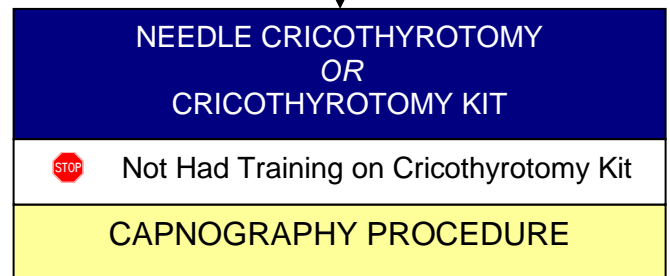 NEEDLE CRICOTHYROTOMY
OR
CRICOTHYROTOMY KIT
STOP Not Had Training on Cricothyrotomy Kit
CAPNOGRAPHY PROCEDURE